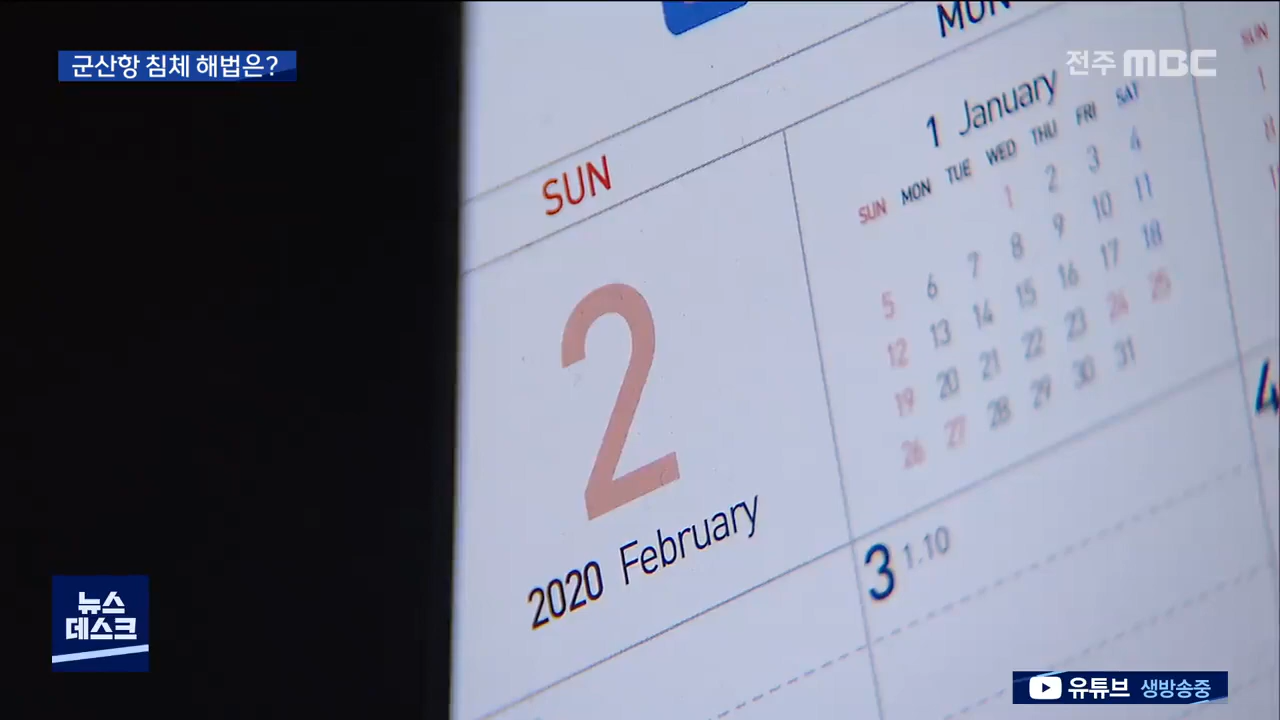 군산항 침체 해법은?
전주 MBC
MON
SUN
1 January
SUN MON TUE WED THU FRI SAT
1 2 3 4
5 6 7 8 9 10 11
12 13 14 15 16 17 18
19 20 21 22 23 24 25
26 27 28 29 30 31
SUN
1
2
2020 February
3 1.10
4
뉴스
데스크
유튜브 생방송중